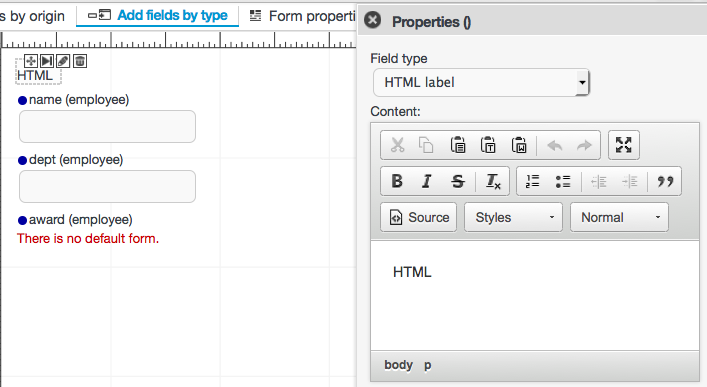 s by origin
Add fields by type
Form properti
HTML
name (employee)
dept (employee)
award (employee)
There is no default form.
Properties ()
Field type
HTML label
Content:
B I S Ix
Source Styles Normal
HTML
body p